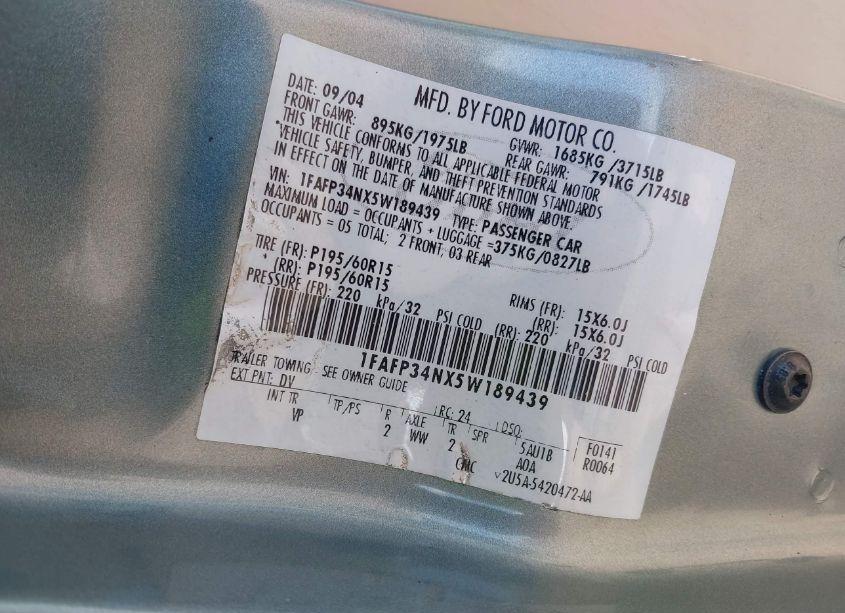 MFD. BY FORD MOTOR CO.
DATE: 09/04 GVWR: 1685KG /3715LB
FRONT GAWR: 895KG/1975LB REAR GAWR: 791KG /1745LB
*THIS VEHICLE CONFORMS TO ALL APPLICABLE FEDERAL MOTOR
VEHICLE SAFETY, BUMPER, AND THEFT PREVENTION STANDARDS
IN EFFECT ON THE DATE OF MANUFACTURE SHOWN ABOVE.
VIN: 1FAFP34NX5W189439 TYPE: PASSENGER CAR
MAXIMUM LOAD = OCCUPANTS + LUGGAGE =375KG/0827LB
OCCUPANTS = 05 TOTAL; 2 FRONT; 03 REAR
TIRE (FR): P195/60R15 RIMS (FR): 15X6.0J
(RR): P195/60R15 (RR): 15X6.0J
PRESSURE (FR): 220 kPa/32 PSI COLD (RR): 220 kPa/32 PSI COLD
1FAFP34NX5W189439
TRAILER TOWING - SEE OWNER GUIDE
EXT PNT: DV RC: 24 DSO:
INT TR TP/PS R AXLE TR SPR 5AU1B F0141
VP 2 WW 2 A0A R0064
CMC V2U5A-5420472-AA